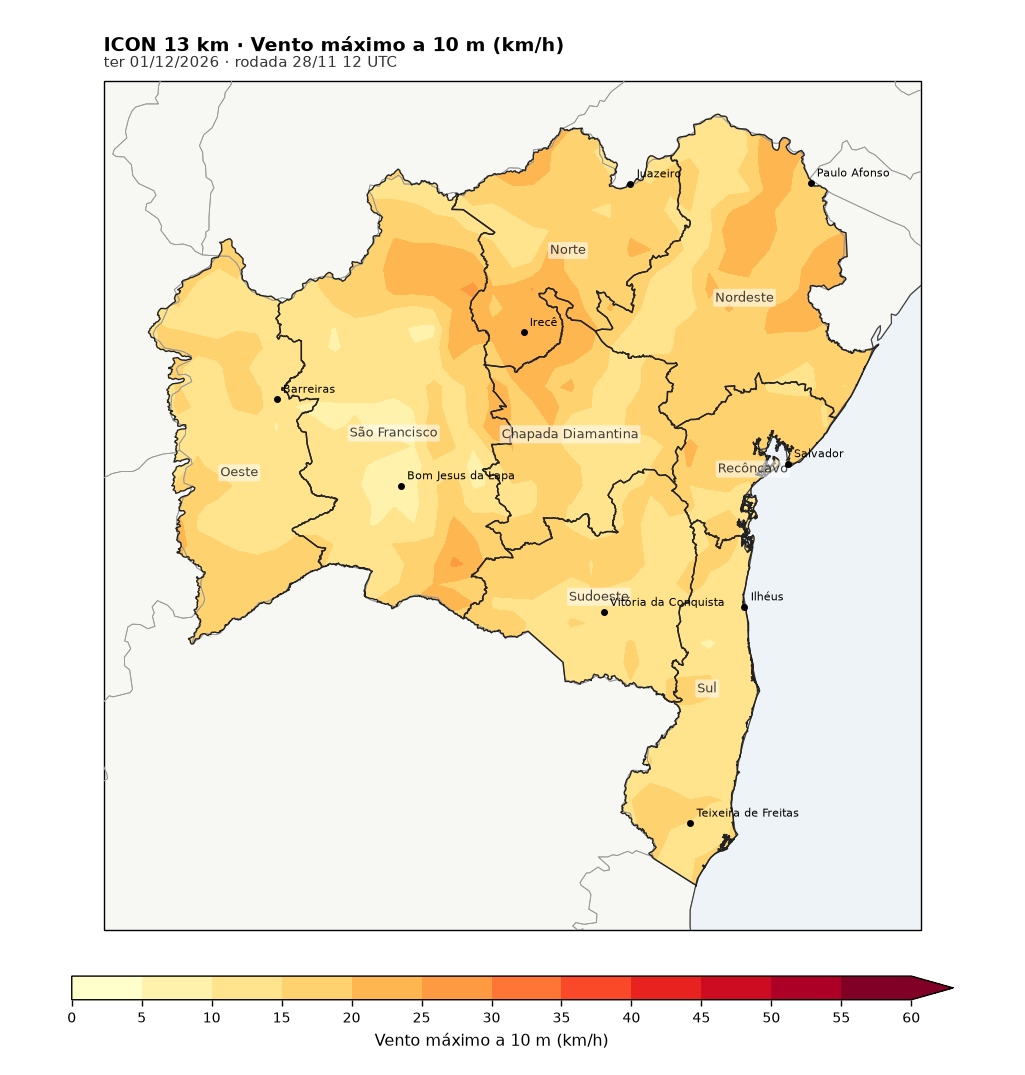 ICON 13 km · Vento máximo a 10 m (km/h)
ter 01/12/2026 · rodada 28/11 12 UTC
Juazeiro
Paulo Afonso
Norte
Nordeste
Irecê
Barreiras
São Francisco
Chapada Diamantina
Salvador
Recôncavo
Oeste
Bom Jesus da Lapa
Sudoeste
Vitória da Conquista
Ilhéus
Sul
Teixeira de Freitas
0 5 10 15 20 25 30 35 40 45 50 55 60
Vento máximo a 10 m (km/h)